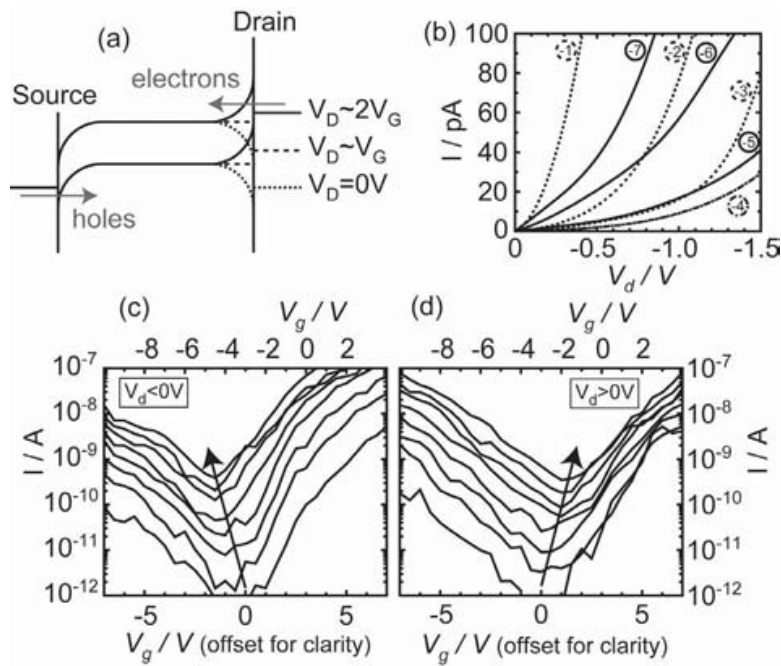 (a)
Drain
electrons
Source
V_D~2V_G
V_D~V_G
V_D=0V
holes
(b)
100
80
60
40
20
0
I / pA
-1
-7
-2
-6
-3
-5
-4
0 -0.5 -1.0 -1.5
V_d / V
(c)
V_g / V
-8 -6 -4 -2 0 2
10^-7
10^-8
10^-9
10^-10
10^-11
10^-12
I / A
V_d<0V
-5 0 5
V_g / V (offset for clarity)
(d)
V_g / V
-8 -6 -4 -2 0 2
V_d>0V
10^-7
10^-8
10^-9
10^-10
10^-11
10^-12
I / A
-5 0 5
V_g / V (offset for clarity)